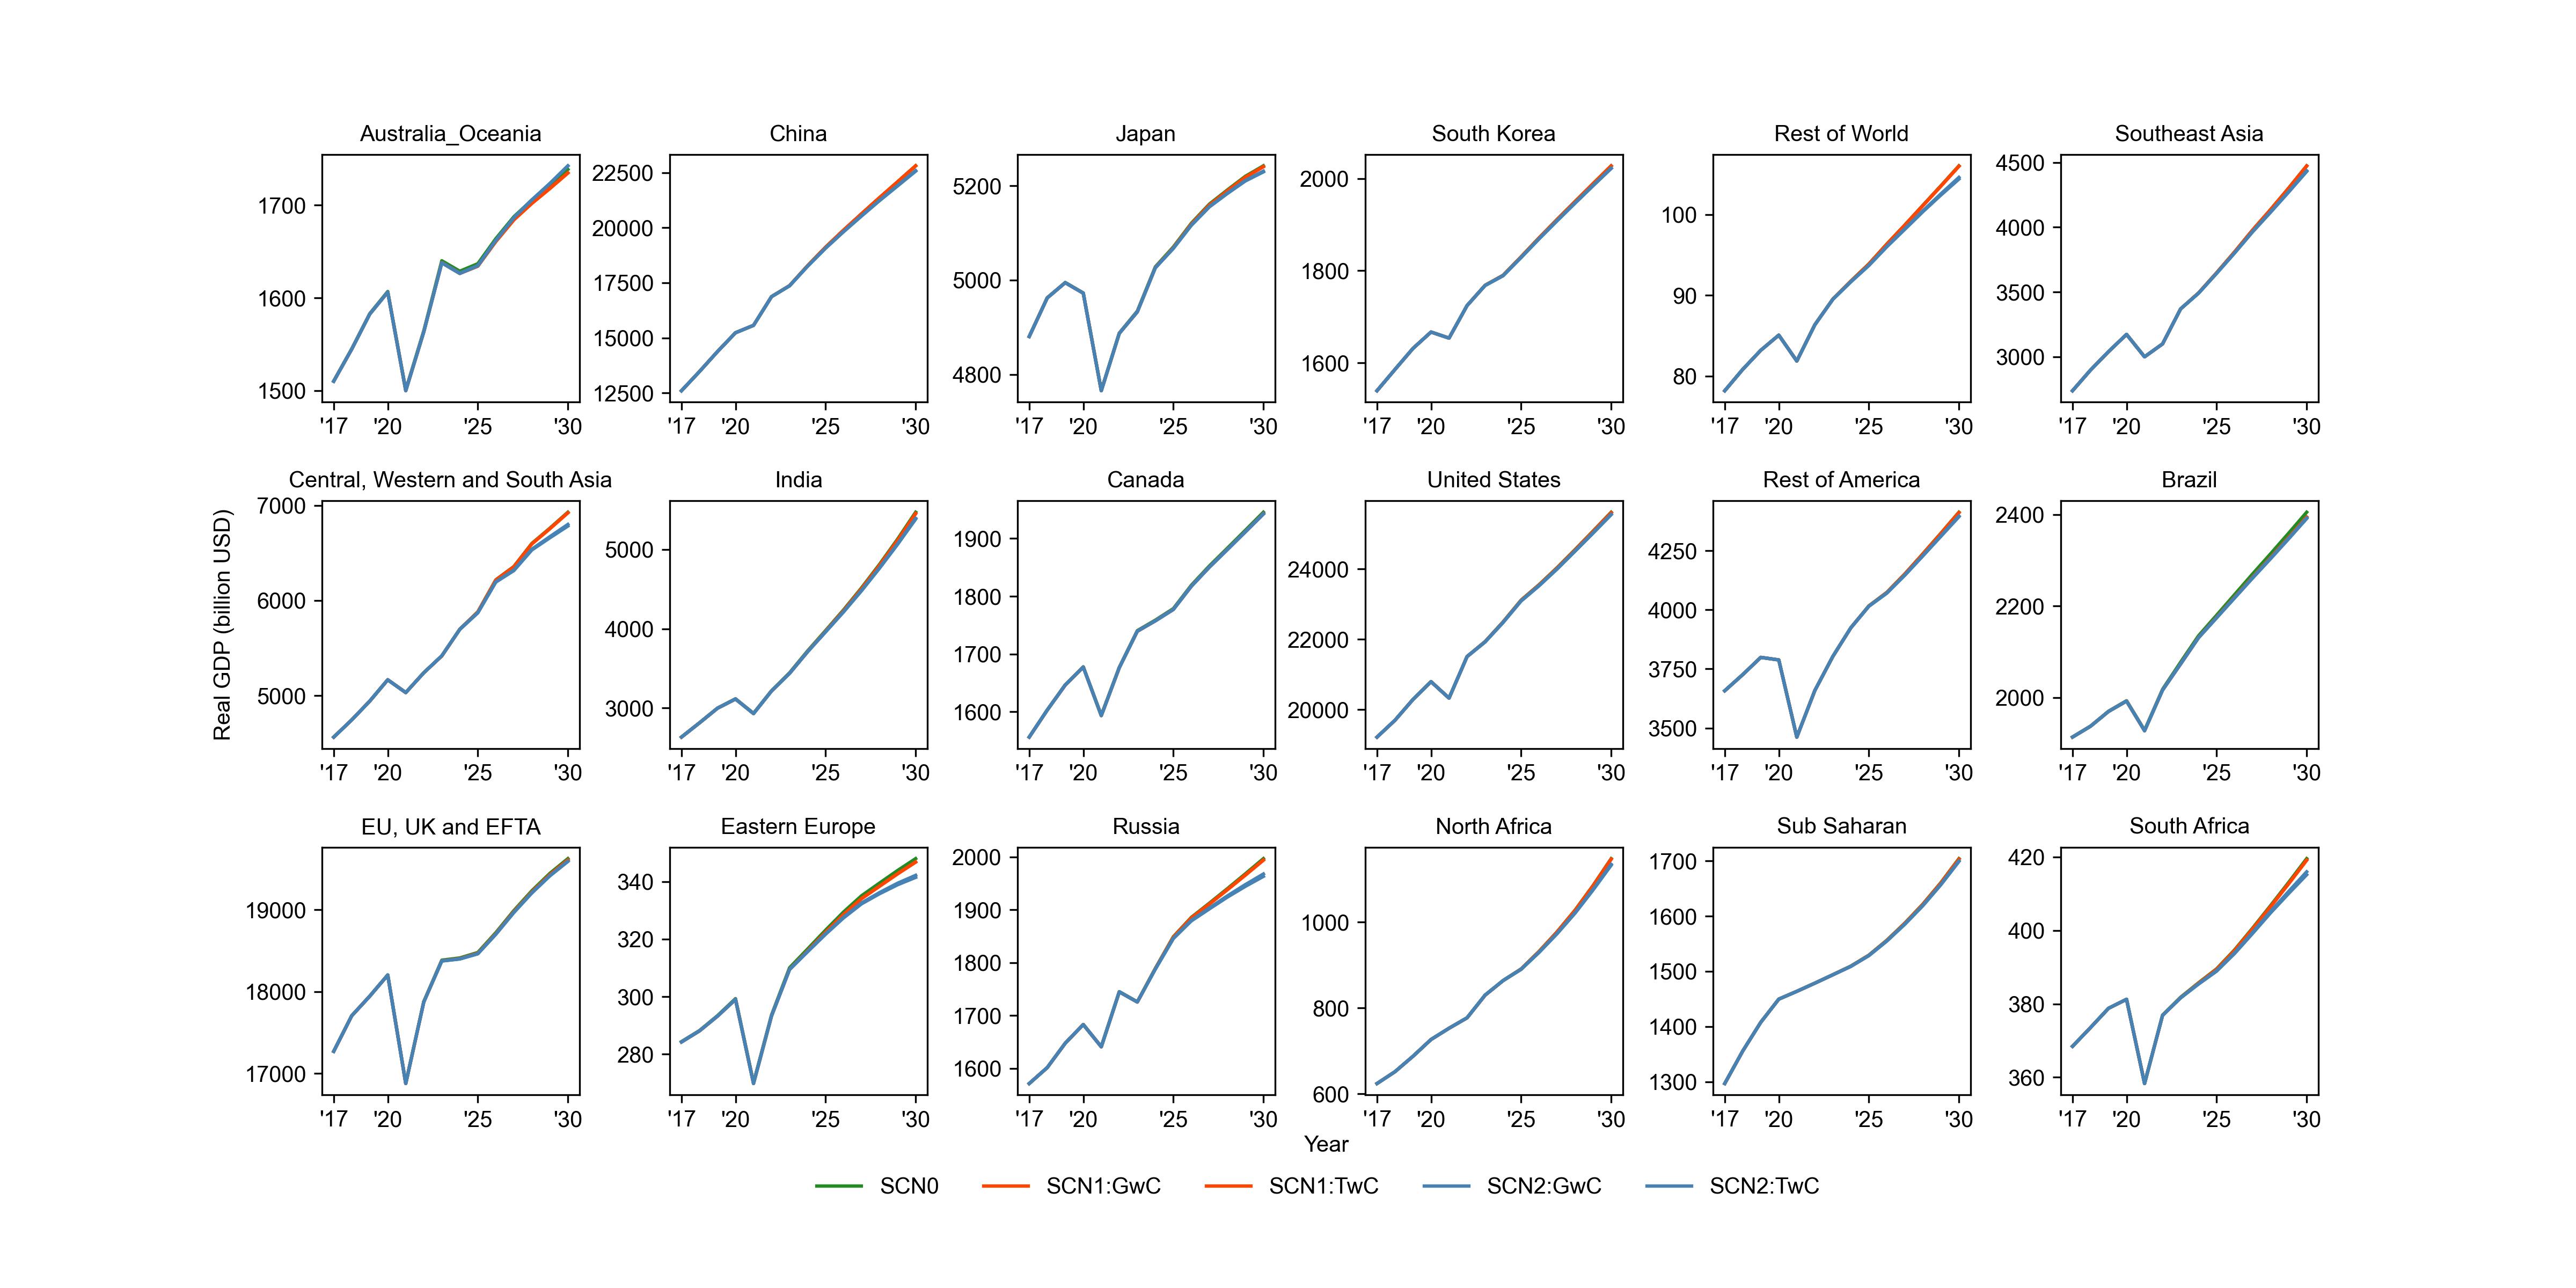 Australia_Oceania
1700
1600
1500
'17 '20 '25 '30
China
22500
20000
17500
15000
12500
'17 '20 '25 '30
Japan
5200
5000
4800
'17 '20 '25 '30
South Korea
2000
1800
1600
'17 '20 '25 '30
Rest of World
100
90
80
'17 '20 '25 '30
Southeast Asia
4500
4000
3500
3000
'17 '20 '25 '30
Real GDP (billion USD)
Central, Western and South Asia
7000
6000
5000
'17 '20 '25 '30
India
5000
4000
3000
'17 '20 '25 '30
Canada
1900
1800
1700
1600
'17 '20 '25 '30
United States
24000
22000
20000
'17 '20 '25 '30
Rest of America
4250
4000
3750
3500
'17 '20 '25 '30
Brazil
2400
2200
2000
'17 '20 '25 '30
EU, UK and EFTA
19000
18000
17000
'17 '20 '25 '30
Eastern Europe
340
320
300
280
'17 '20 '25 '30
Russia
2000
1900
1800
1700
1600
'17 '20 '25 '30
North Africa
1000
800
600
'17 '20 '25 '30
Sub Saharan
1700
1600
1500
1400
1300
'17 '20 '25 '30
South Africa
420
400
380
360
'17 '20 '25 '30
Year
SCN0 SCN1:GwC SCN1:TwC SCN2:GwC SCN2:TwC